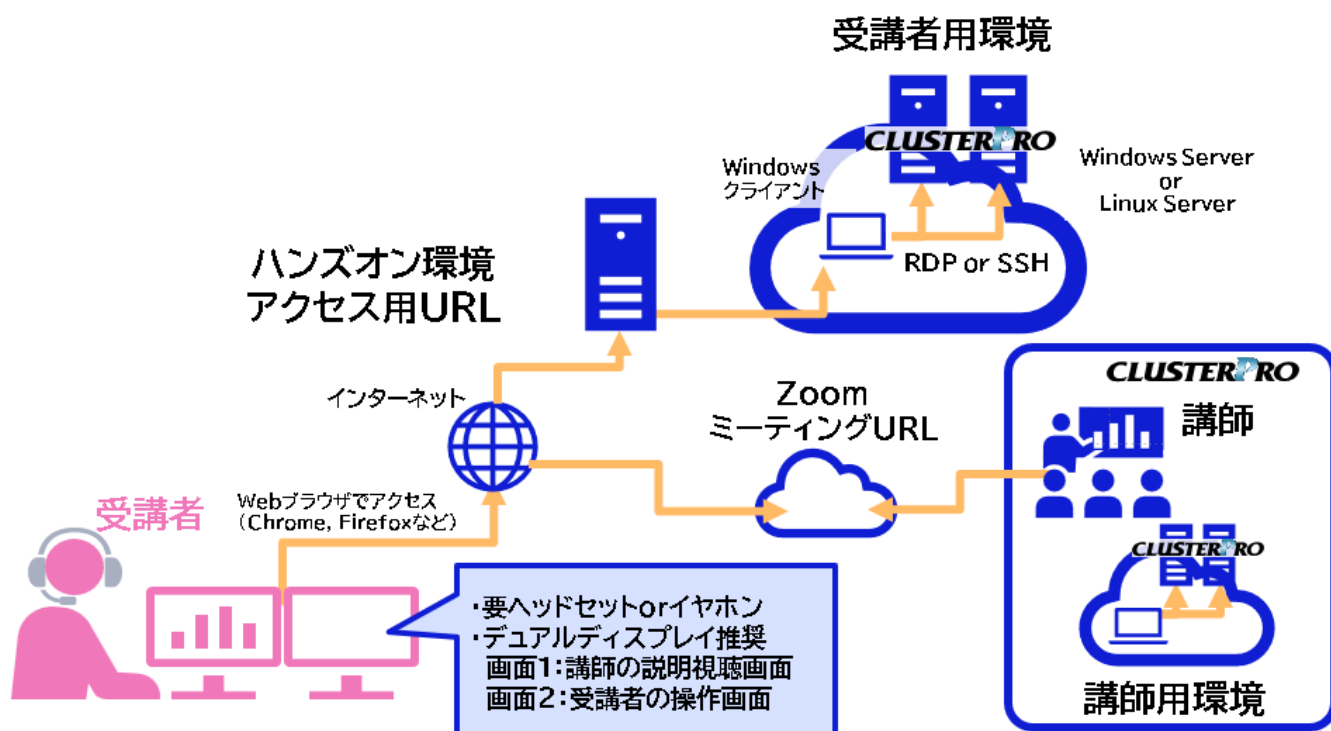 受講者用環境
CLUSTERPRO
Windows
クライアント
Windows Server
or
Linux Server
RDP or SSH
ハンズオン環境
アクセス用URL
インターネット
Zoom
ミーティングURL
CLUSTERPRO
講師
受講者
Webブラウザでアクセス
（Chrome, Firefoxなど）
・要ヘッドセットorイヤホン
・デュアルディスプレイ推奨
画面1：講師の説明視聴画面
画面2：受講者の操作画面
CLUSTERPRO
講師用環境